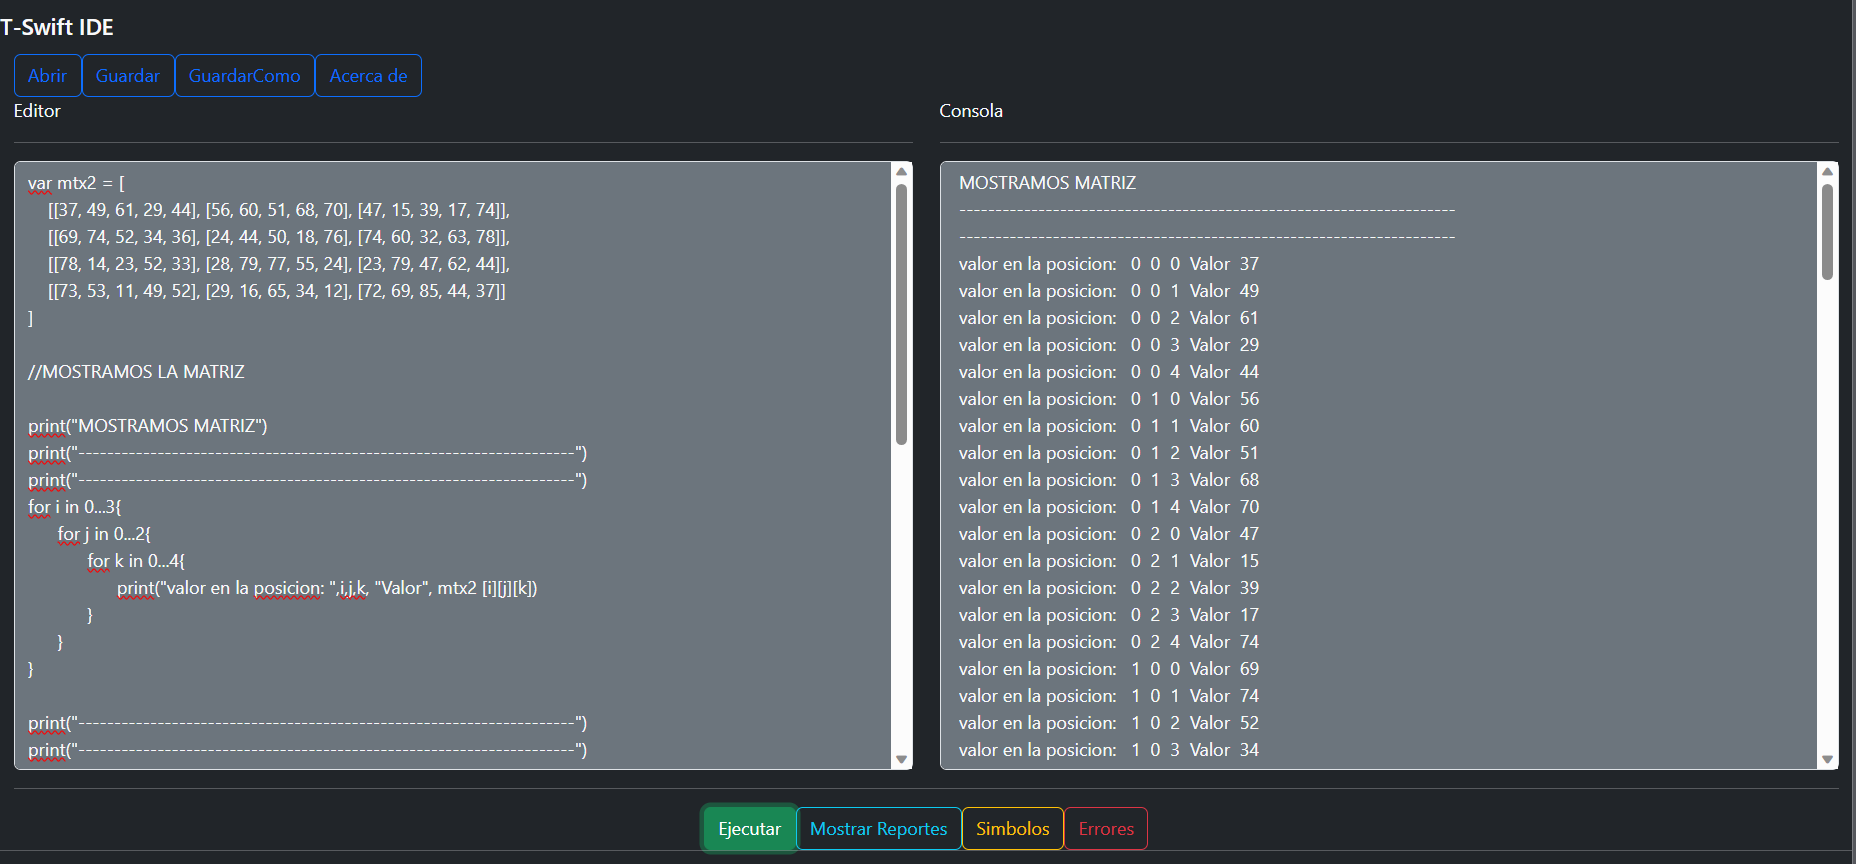 T-Swift IDE
Abrir Guardar GuardarComo Acerca de
Editor
var mtx2 = [
[[37, 49, 61, 29, 44], [56, 60, 51, 68, 70], [47, 15, 39, 17, 74]],
[[69, 74, 52, 34, 36], [24, 44, 50, 18, 76], [74, 60, 32, 63, 78]],
[[78, 14, 23, 52, 33], [28, 79, 77, 55, 24], [23, 79, 47, 62, 44]],
[[73, 53, 11, 49, 52], [29, 16, 65, 34, 12], [72, 69, 85, 44, 37]]
]
//MOSTRAMOS LA MATRIZ
print("MOSTRAMOS MATRIZ")
print("---------------------------------------------------------------------")
print("---------------------------------------------------------------------")
for i in 0...3{
for j in 0...2{
for k in 0...4{
print("valor en la posicion: ",i,j,k, "Valor", mtx2 [i][j][k])
}
}
}
print("---------------------------------------------------------------------")
print("---------------------------------------------------------------------")
Consola
MOSTRAMOS MATRIZ
---------------------------------------------------------------------
---------------------------------------------------------------------
valor en la posicion: 0 0 0 Valor 37
valor en la posicion: 0 0 1 Valor 49
valor en la posicion: 0 0 2 Valor 61
valor en la posicion: 0 0 3 Valor 29
valor en la posicion: 0 0 4 Valor 44
valor en la posicion: 0 1 0 Valor 56
valor en la posicion: 0 1 1 Valor 60
valor en la posicion: 0 1 2 Valor 51
valor en la posicion: 0 1 3 Valor 68
valor en la posicion: 0 1 4 Valor 70
valor en la posicion: 0 2 0 Valor 47
valor en la posicion: 0 2 1 Valor 15
valor en la posicion: 0 2 2 Valor 39
valor en la posicion: 0 2 3 Valor 17
valor en la posicion: 0 2 4 Valor 74
valor en la posicion: 1 0 0 Valor 69
valor en la posicion: 1 0 1 Valor 74
valor en la posicion: 1 0 2 Valor 52
valor en la posicion: 1 0 3 Valor 34
Ejecutar Mostrar Reportes Simbolos Errores